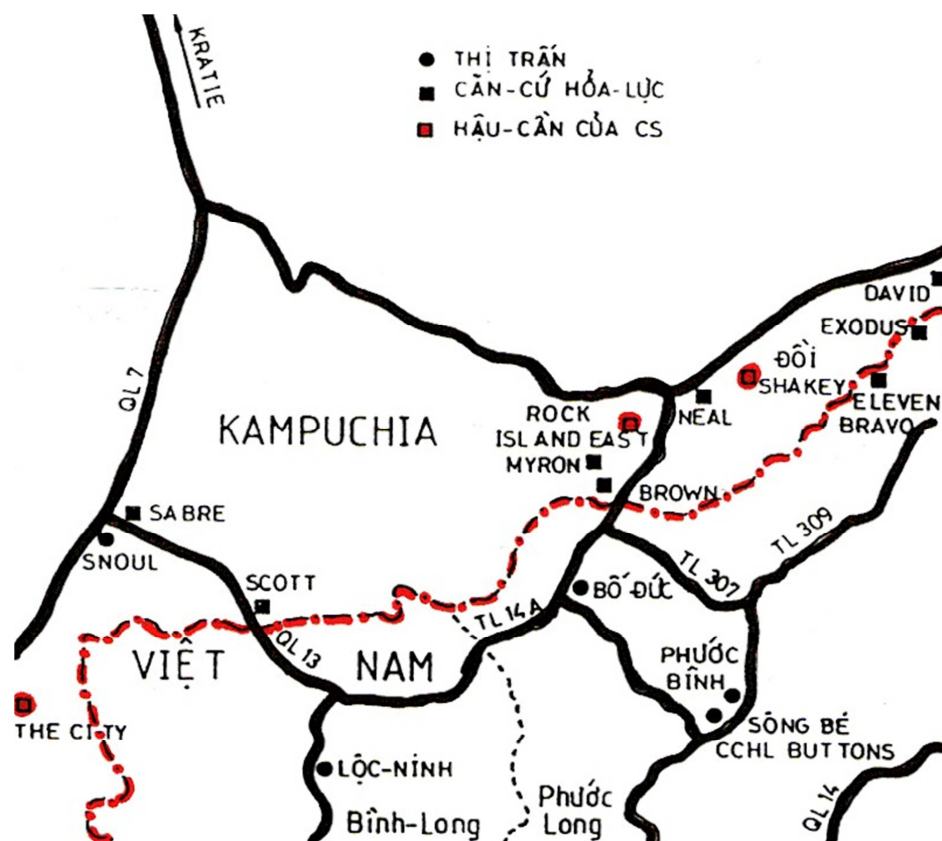 KRATIE
THỊ TRẤN
CĂN-CỨ HỎA-LỰC
HẬU-CẦN CỦA CS
DAVID
EXODUS
ĐỒI
SHAKEY
ELEVEN
BRAVO
NEAL
QL 7
KAMPUCHIA
ROCK
ISLAND EAST
MYRON
BROWN
SABRE
SNOUL
TL 309
TL 307
SCOTT
BỐ ĐỨC
TL 14A
QL 13
VIỆT NAM
PHƯỚC
BÌNH
THE CITY
SÔNG BÉ
CCHL BUTTONS
LỘC-NINH
Bình-Long
Phước
Long
QL 14